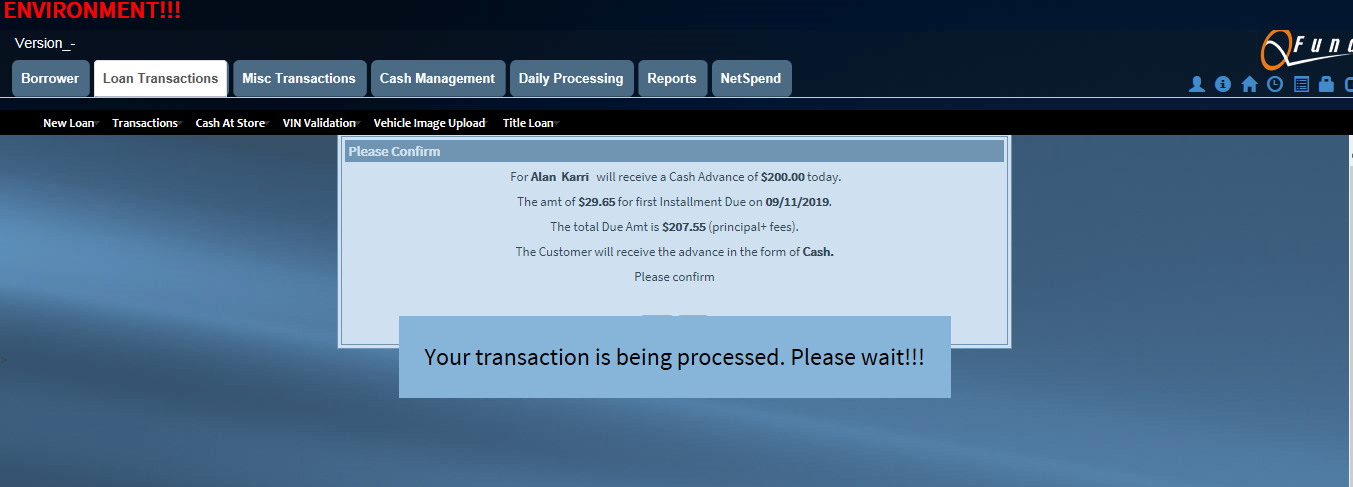 ENVIRONMENT!!!
Version_-
Borrower Loan Transactions Misc Transactions Cash Management Daily Processing Reports NetSpend
New Loan Transactions Cash At Store VIN Validation Vehicle Image Upload Title Loan
Please Confirm
For Alan Karri will receive a Cash Advance of $200.00 today.
The amt of $29.65 for first Installment Due on 09/11/2019.
The total Due Amt is $207.55 (principal+ fees).
The Customer will receive the advance in the form of Cash.
Please confirm
Your transaction is being processed. Please wait!!!